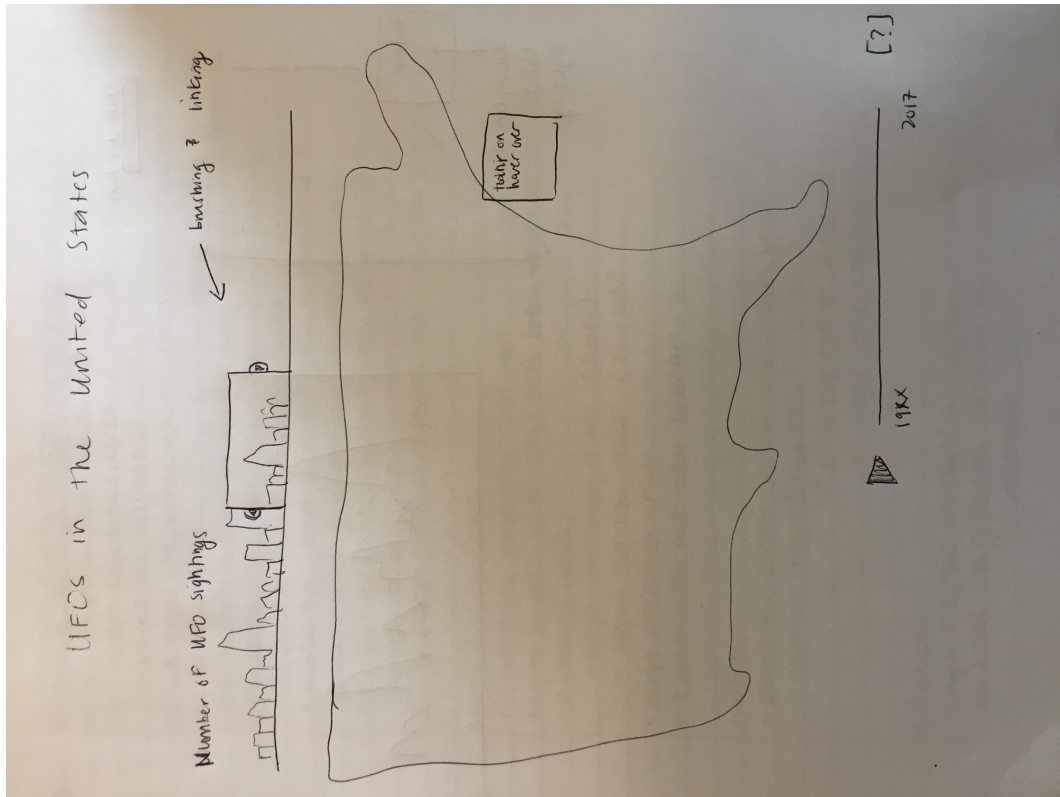 UFOs in the United States
Number of UFO sightings
brushing & linking
tooltip on
hover over
19XX
2017
[?]